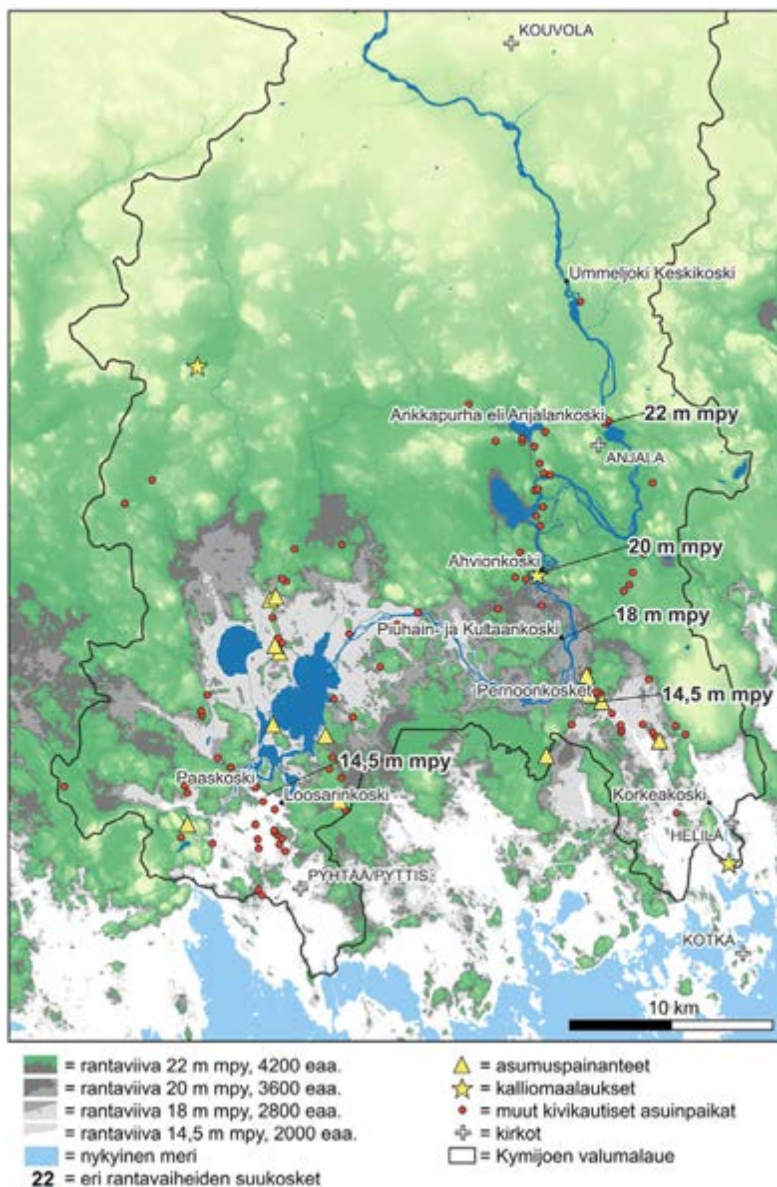 KOUVOLA
Ummeljoki Keskikoski
Ankkapurha eli Anjalankoski
22 m mpy
ANJALA
Ahvionkoski
20 m mpy
Piuhain- ja Kultaankoski
18 m mpy
Pernoonkosket
14,5 m mpy
14,5 m mpy
Paaskoski
Loosarinkoski
Korkeakoski
HELILÄ
PYHTÄÄ/PYTTIS
KOTKA
10 km
= rantaviiva 22 m mpy, 4200 eaa.
= rantaviiva 20 m mpy, 3600 eaa.
= rantaviiva 18 m mpy, 2800 eaa.
= rantaviiva 14,5 m mpy, 2000 eaa.
= nykyinen meri
22 = eri rantavaiheiden suukosket
= asumuspainanteet
= kalliomaalaukset
= muut kivikautiset asuinpaikat
= kirkot
= Kymijoen valumalaue